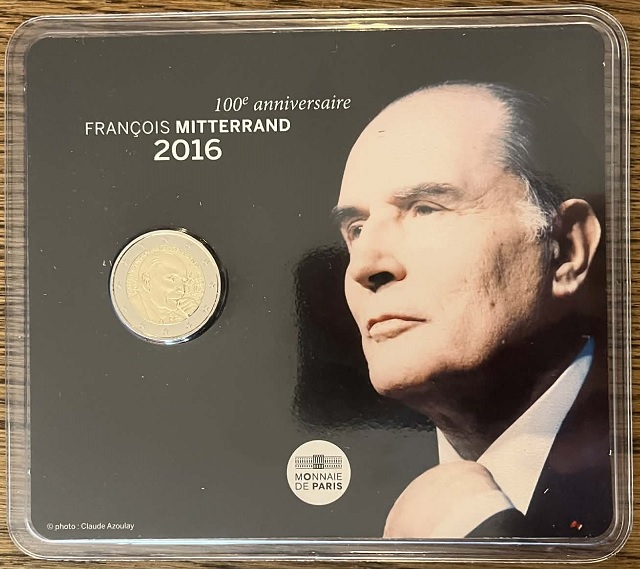 100e anniversaire
FRANÇOIS MITTERRAND
2016
MONNAIE
DE PARIS
© photo : Claude Azoulay